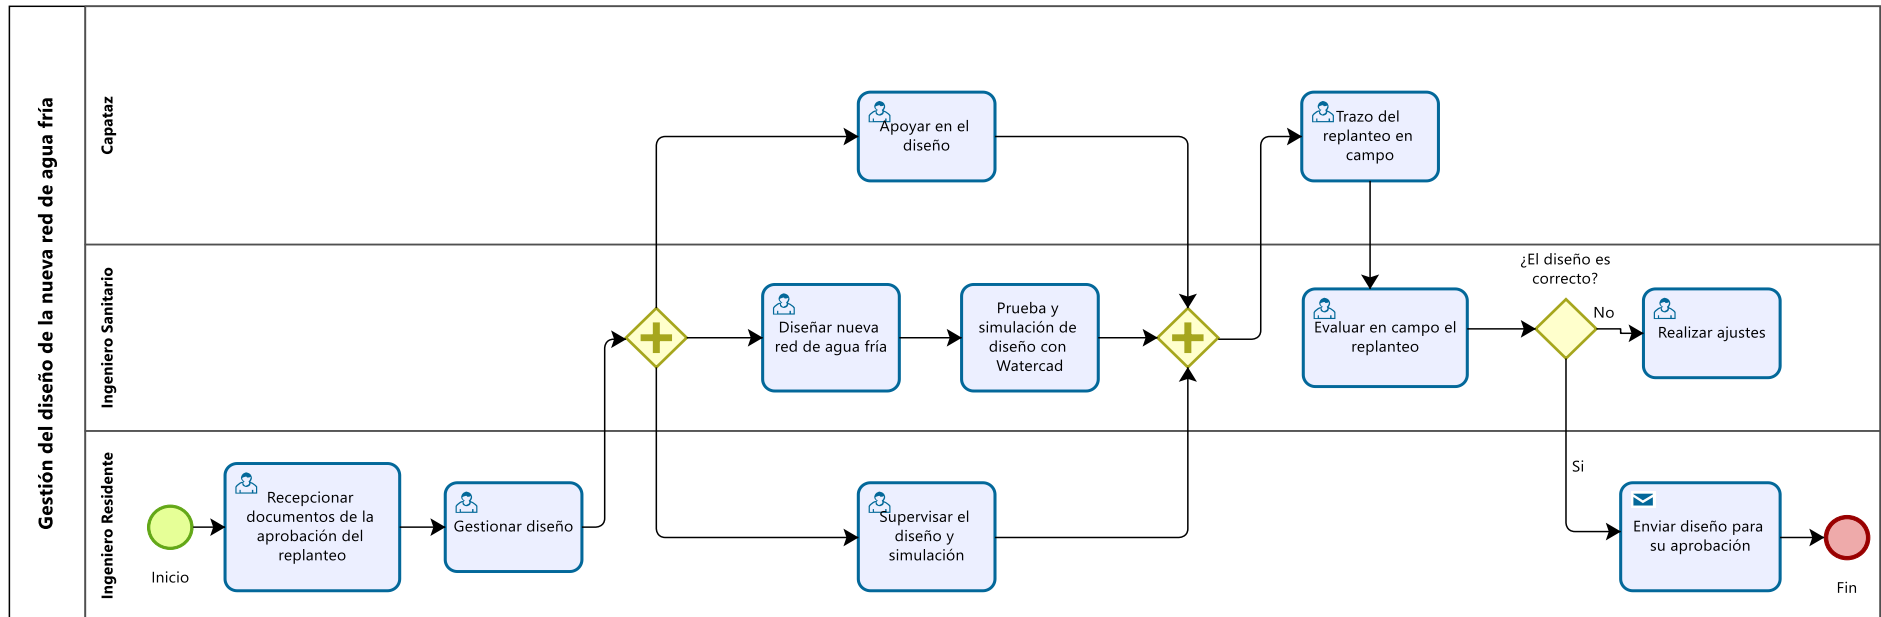 Gestión del diseño de la nueva red de agua fría
Capataz
Apoyar en el
diseño
Trazo del
replanteo en
campo
Ingeniero Sanitario
Diseñar nueva
red de agua fría
Prueba y
simulación de
diseño con
Watercad
Evaluar en campo el
replanteo
¿El diseño es
correcto?
No
Realizar ajustes
Si
Ingeniero Residente
Inicio
Recepcionar
documentos de la
aprobación del
replanteo
Gestionar diseño
Supervisar el
diseño y
simulación
Enviar diseño para
su aprobación
Fin